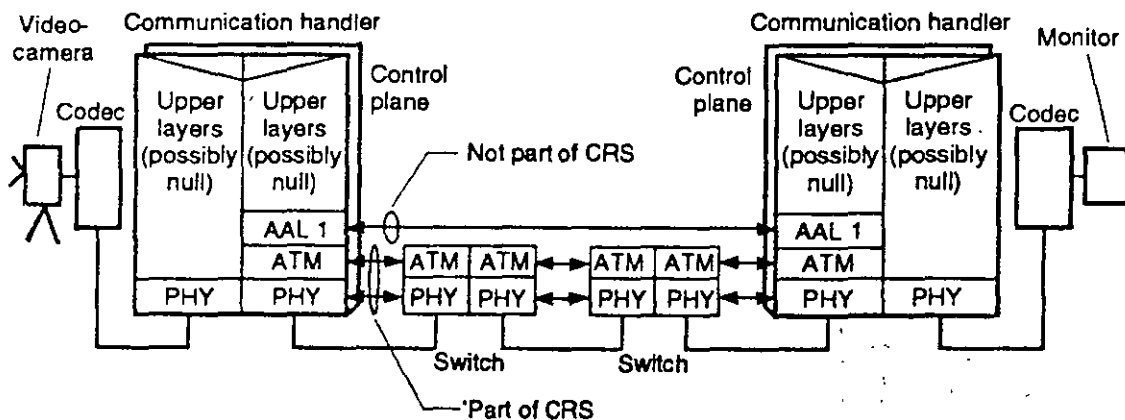 Video-
camera
Communication handler
Codec
Upper
layers
(possibly
null)
Upper
layers
(possibly
null)
AAL 1
ATM
PHY
PHY
Control
plane
Not part of CRS
ATM
ATM
PHY
PHY
Switch
ATM
ATM
PHY
PHY
Switch
'Part of CRS
Communication handler
Control
plane
Upper
layers
(possibly
null)
Upper
layers
(possibly
null)
AAL 1
ATM
PHY
PHY
Codec
Monitor